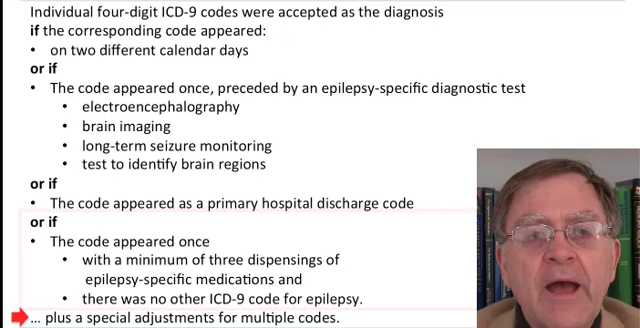 Individual four-digit ICD-9 codes were accepted as the diagnosis
if the corresponding code appeared:
• on two different calendar days
or if
• The code appeared once, preceded by an epilepsy-specific diagnostic test
• electroencephalography
• brain imaging
• long-term seizure monitoring
• test to identify brain regions
or if
• The code appeared as a primary hospital discharge code
or if
• The code appeared once
• with a minimum of three dispensings of
epilepsy-specific medications and
• there was no other ICD-9 code for epilepsy.
... plus a special adjustments for multiple codes.